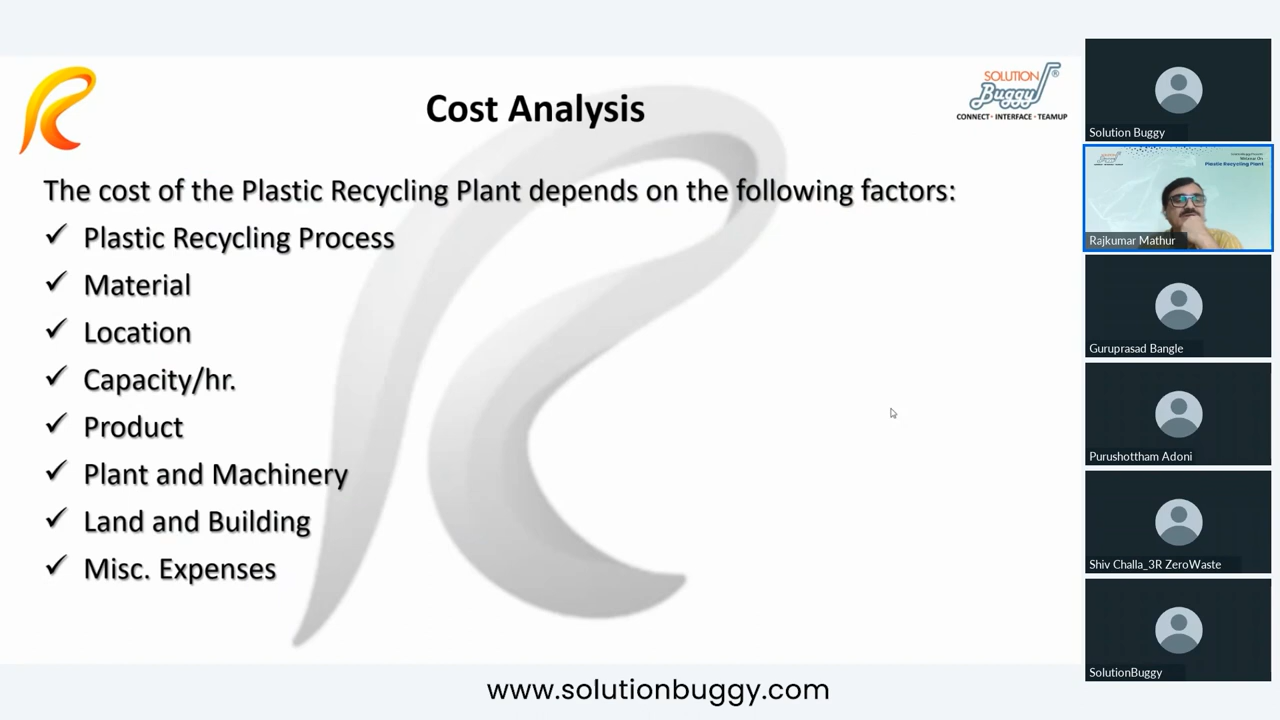 Cost Analysis
SOLUTION
Buggy
®
CONNECT · INTERFACE · TEAMUP
The cost of the Plastic Recycling Plant depends on the following factors:
✓ Plastic Recycling Process
✓ Material
✓ Location
✓ Capacity/hr.
✓ Product
✓ Plant and Machinery
✓ Land and Building
✓ Misc. Expenses
www.solutionbuggy.com
Solution Buggy
Plastic Recycling Plant
Rajkumar Mathur
Guruprasad Bangle
Purushottham Adoni
Shiv Challa_3R ZeroWaste
SolutionBuggy